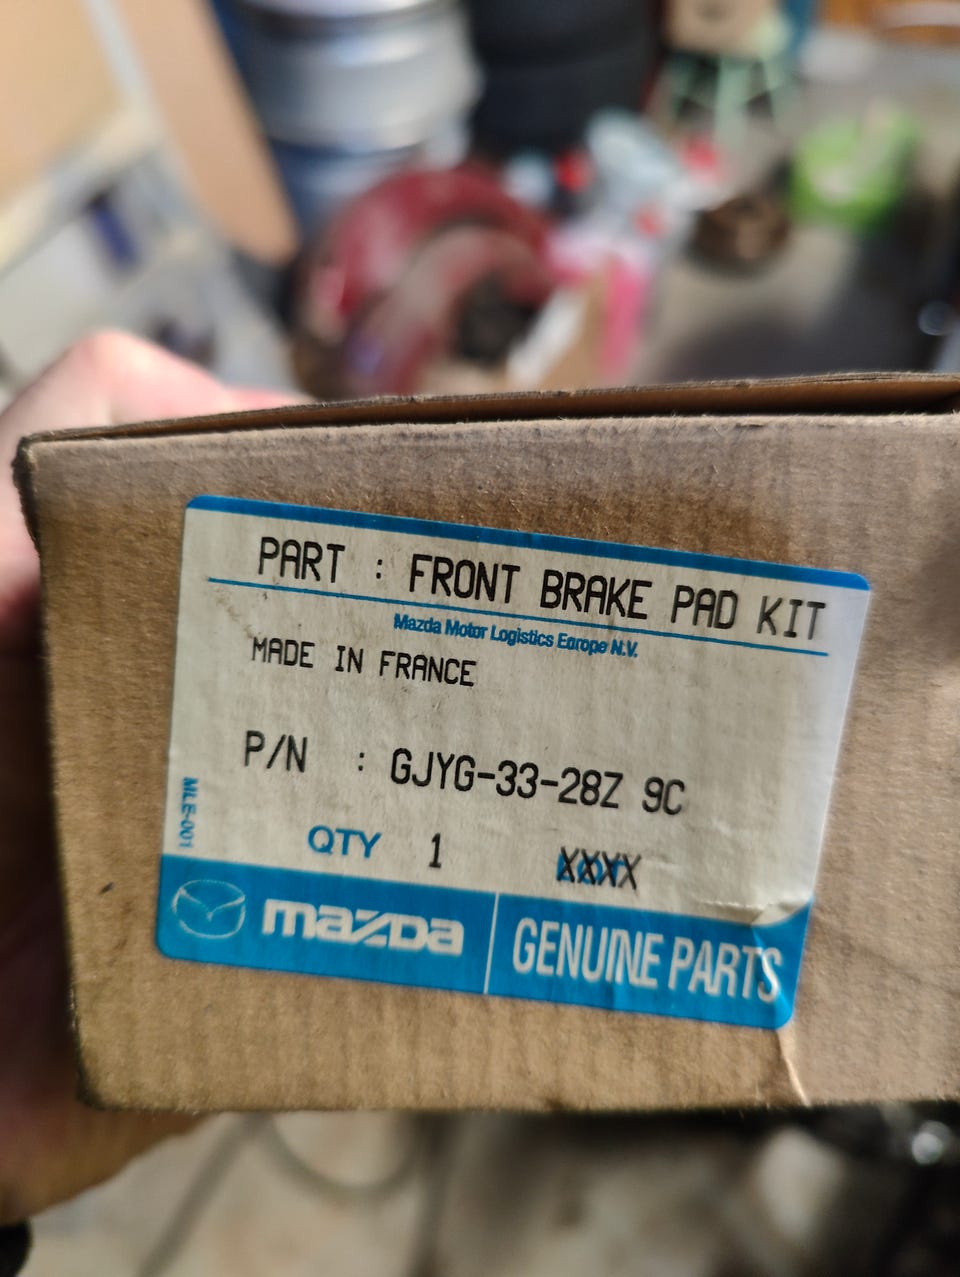 PART : FRONT BRAKE PAD KIT
Mazda Motor Logistics Europe N.V.
MADE IN FRANCE
P/N : GJYG-33-28Z 9C
MLE-001
QTY 1 XXXX
mazda GENUINE PARTS